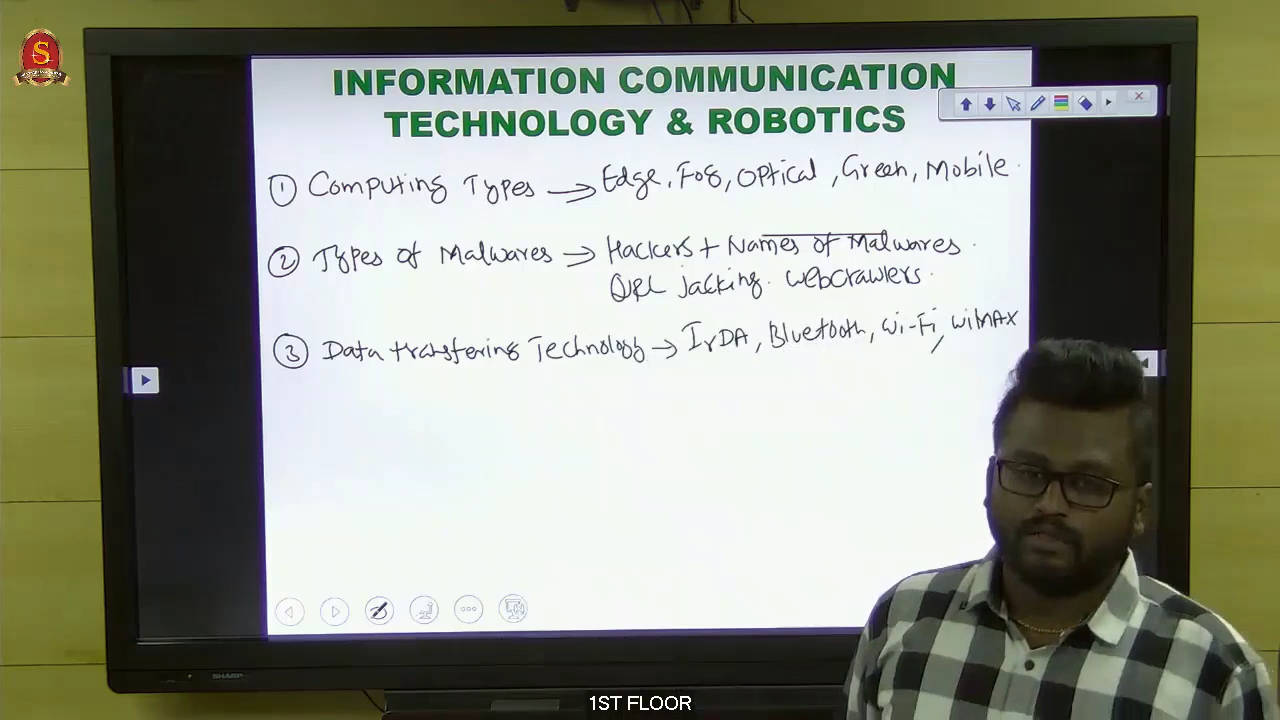 S
INFORMATION COMMUNICATION
TECHNOLOGY & ROBOTICS
① Computing Types → Edge, Fog, Optical, Green, Mobile.
② Types of Malwares → Hackers + Names of Malwares.
jacking. Webcrawlers.
③ Data transfering Technology → IrDA, Bluetooth, Wi-Fi, WiMAX
SHARP
1ST FLOOR